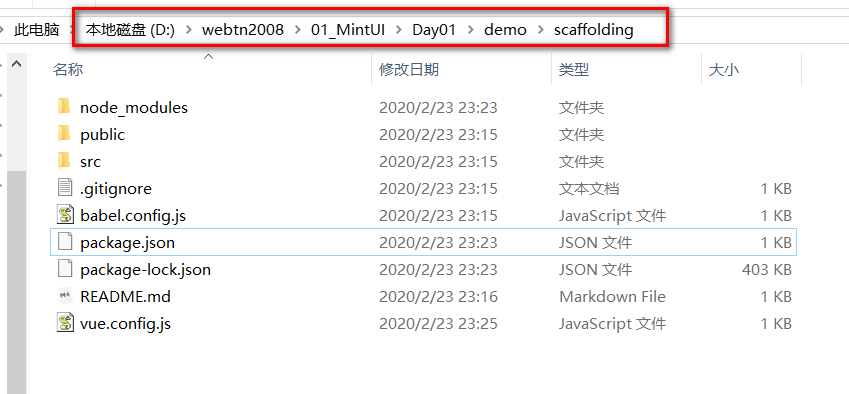 此电脑 > 本地磁盘 (D:) > webtn2008 > 01_MintUI > Day01 > demo > scaffolding
名称 修改日期 类型 大小
node_modules 2020/2/23 23:23 文件夹
public 2020/2/23 23:15 文件夹
src 2020/2/23 23:15 文件夹
.gitignore 2020/2/23 23:15 文本文档 1 KB
babel.config.js 2020/2/23 23:15 JavaScript 文件 1 KB
package.json 2020/2/23 23:23 JSON 文件 1 KB
package-lock.json 2020/2/23 23:23 JSON 文件 403 KB
README.md 2020/2/23 23:16 Markdown File 1 KB
vue.config.js 2020/2/23 23:25 JavaScript 文件 1 KB